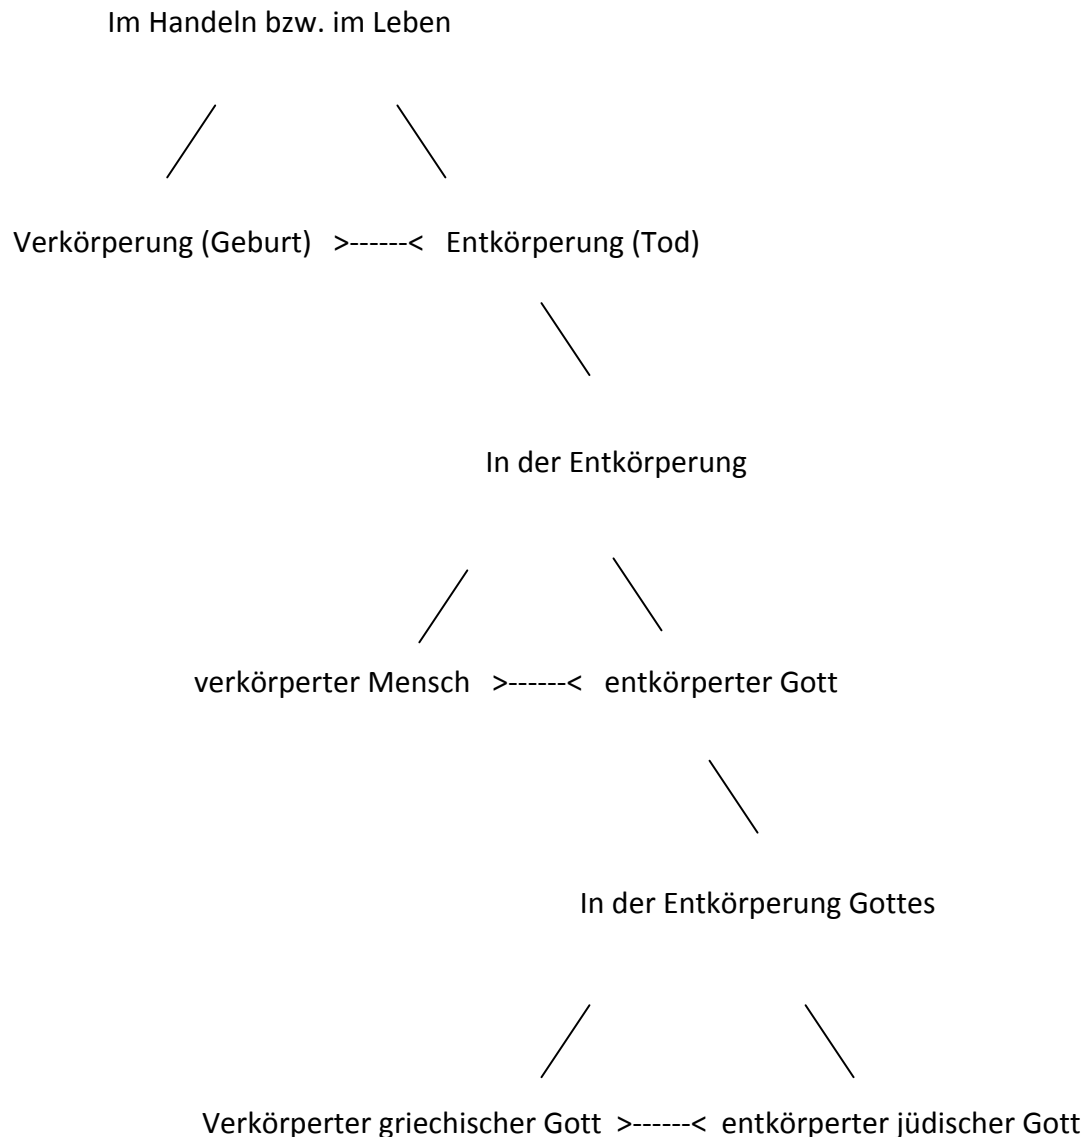 Im Handeln bzw. im Leben
Verkörperung (Geburt) >------< Entkörperung (Tod)
In der Entkörperung
verkörperter Mensch >------< entkörperter Gott
In der Entkörperung Gottes
Verkörperter griechischer Gott >------< entkörperter jüdischer Gott